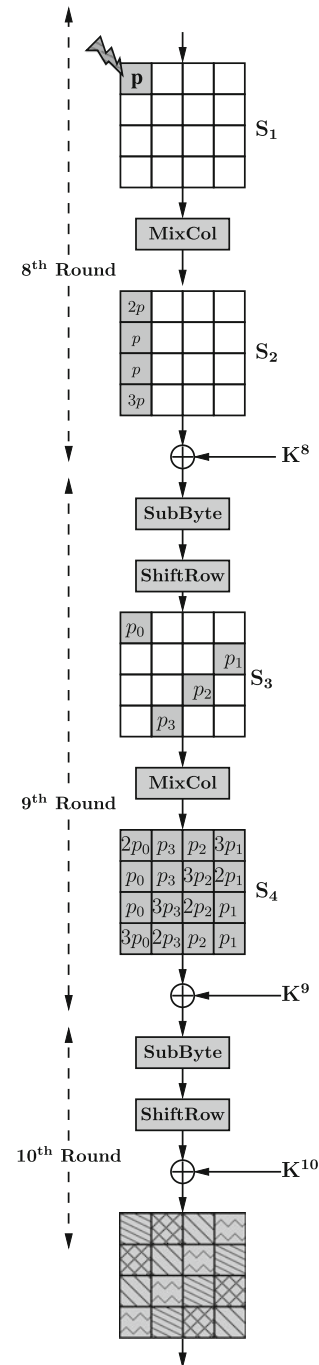 p
S₁
MixCol
8ᵗʰ Round
2p
p
S₂
p
3p
K⁸
SubByte
ShiftRow
p₀
p₁
p₂
S₃
p₃
MixCol
9ᵗʰ Round
2p₀ p₃ p₂ 3p₁
p₀ p₃ 3p₂ 2p₁
S₄
p₀ 3p₃ 2p₂ p₁
3p₀ 2p₃ p₂ p₁
K⁹
SubByte
ShiftRow
10ᵗʰ Round
K¹⁰